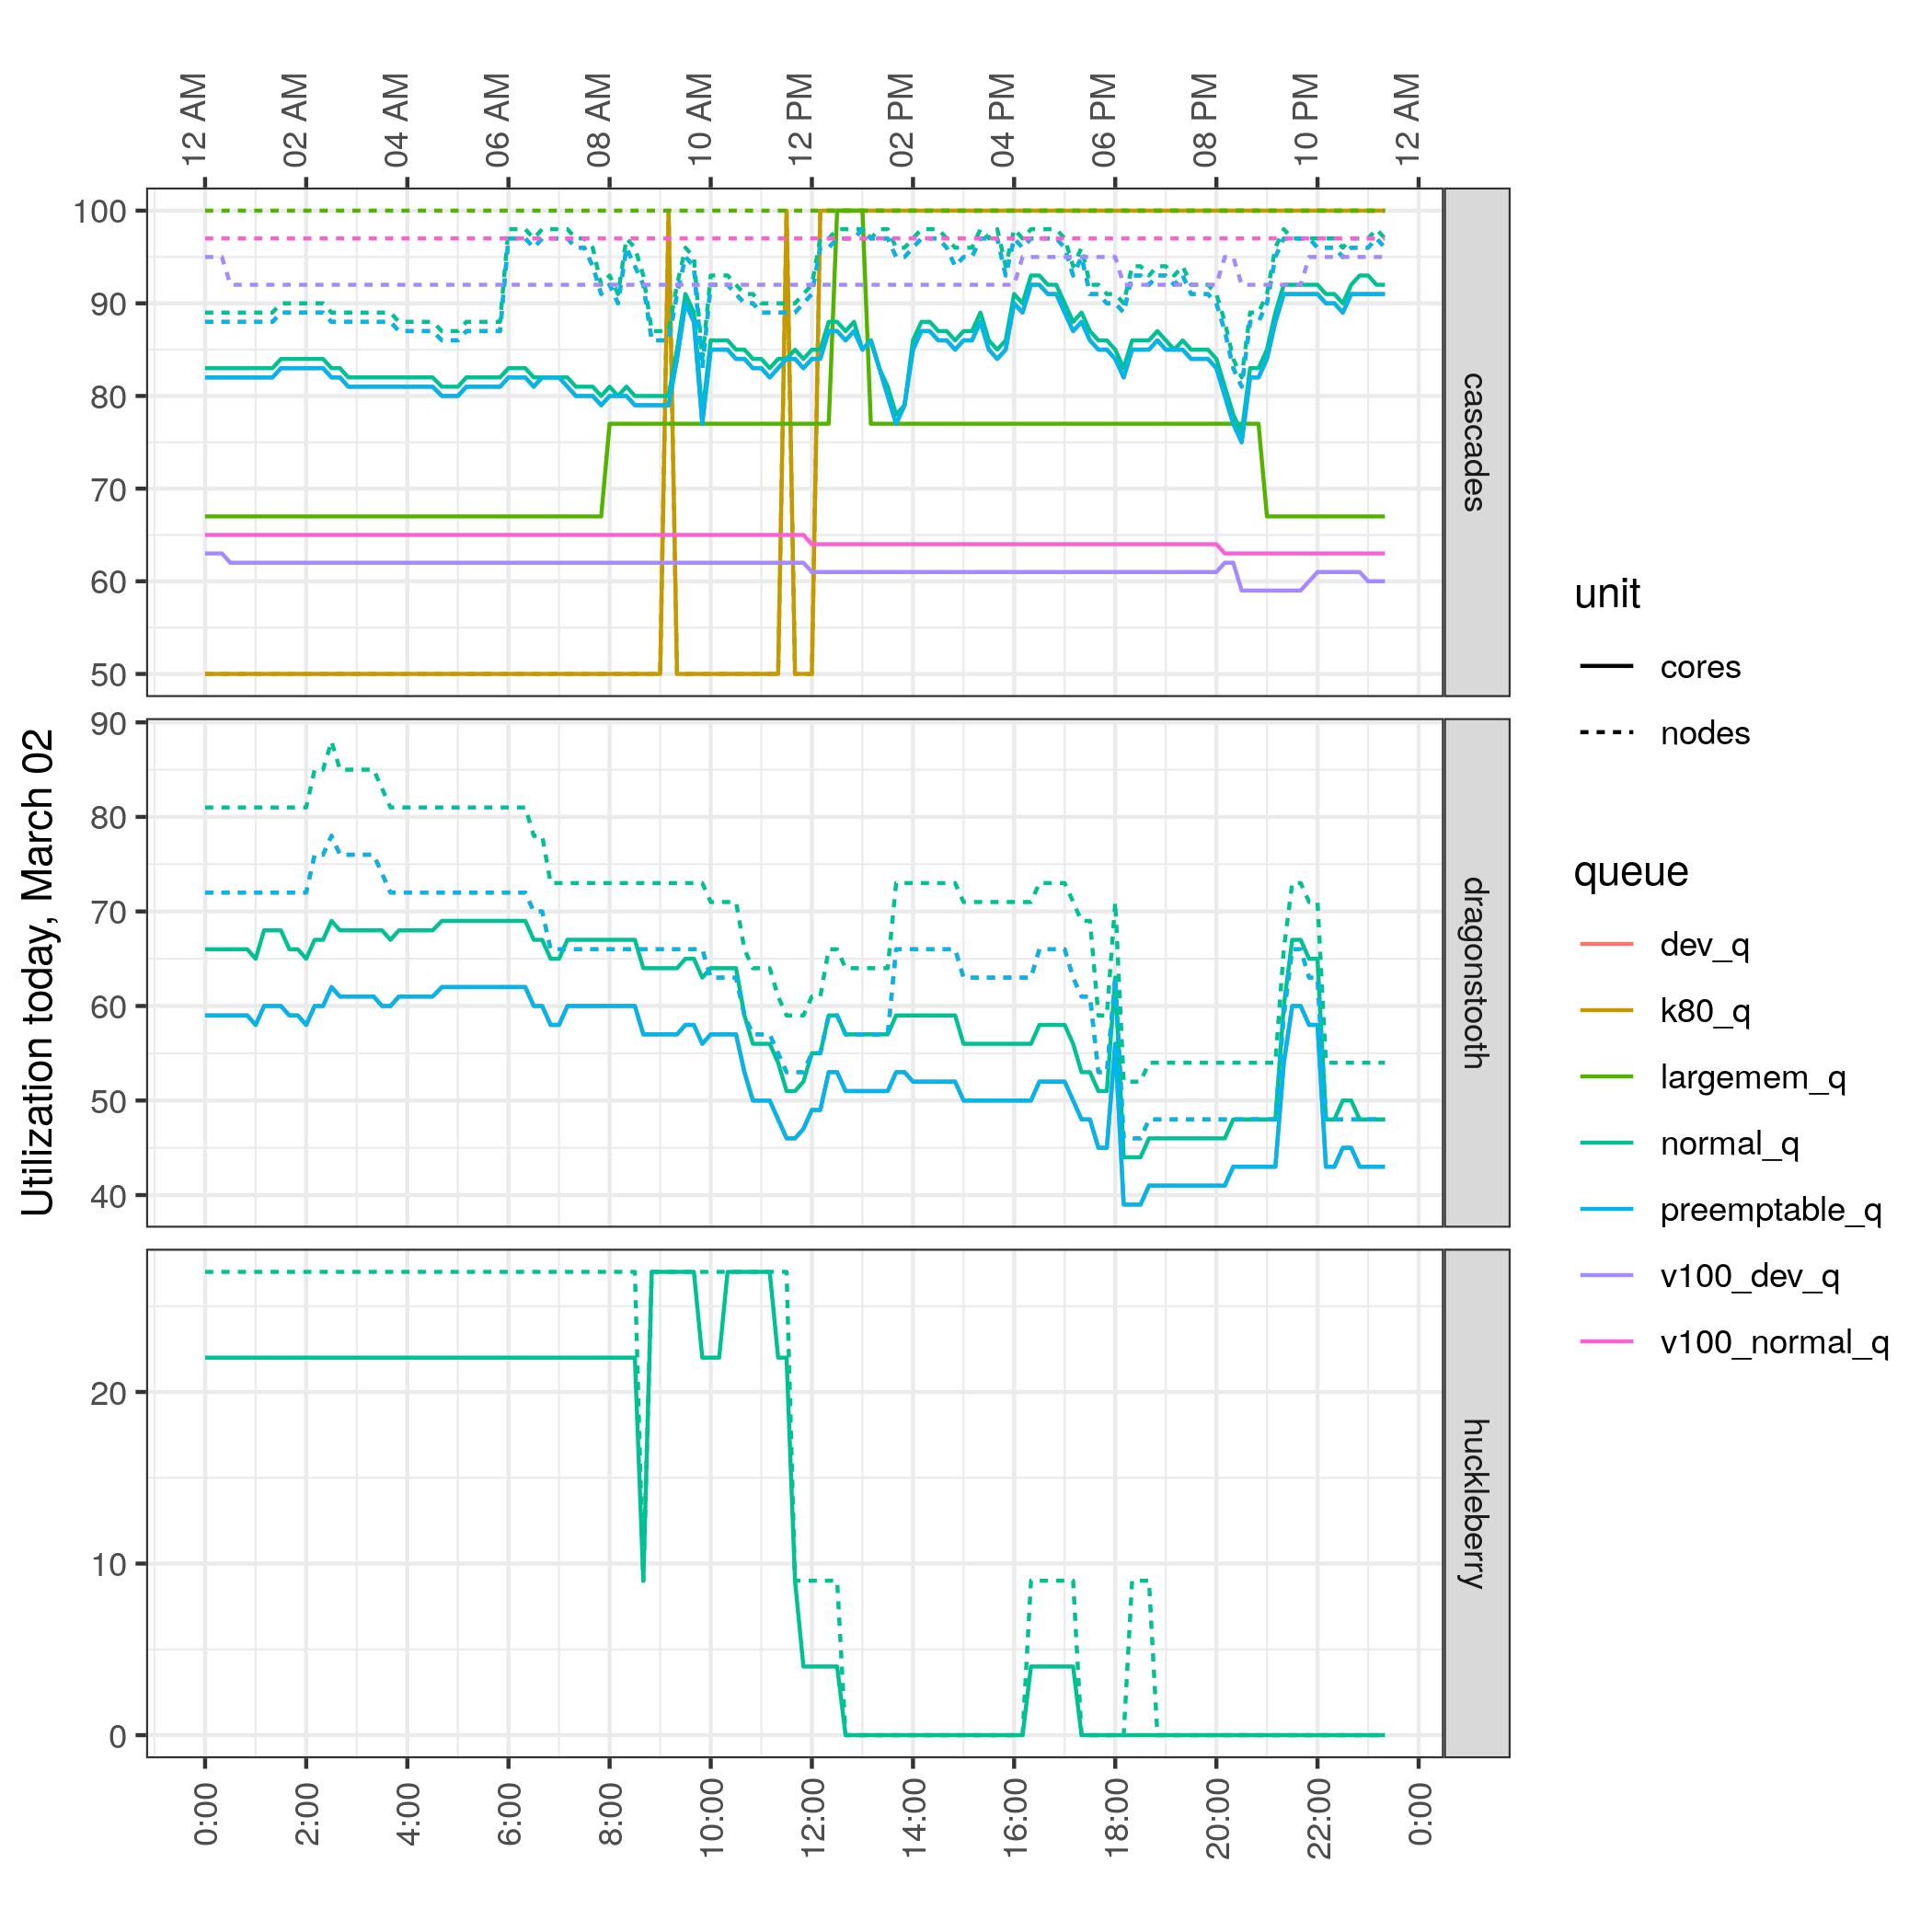 12 AM
02 AM
04 AM
06 AM
08 AM
10 AM
12 PM
02 PM
04 PM
06 PM
08 PM
10 PM
12 AM
Utilization today, March 02
100
90
80
70
60
50
cascades
90
80
70
60
50
40
dragonstooth
20
10
0
huckleberry
0:00
2:00
4:00
6:00
8:00
10:00
12:00
14:00
16:00
18:00
20:00
22:00
0:00
unit
cores
nodes
queue
dev_q
k80_q
largemem_q
normal_q
preemptable_q
v100_dev_q
v100_normal_q